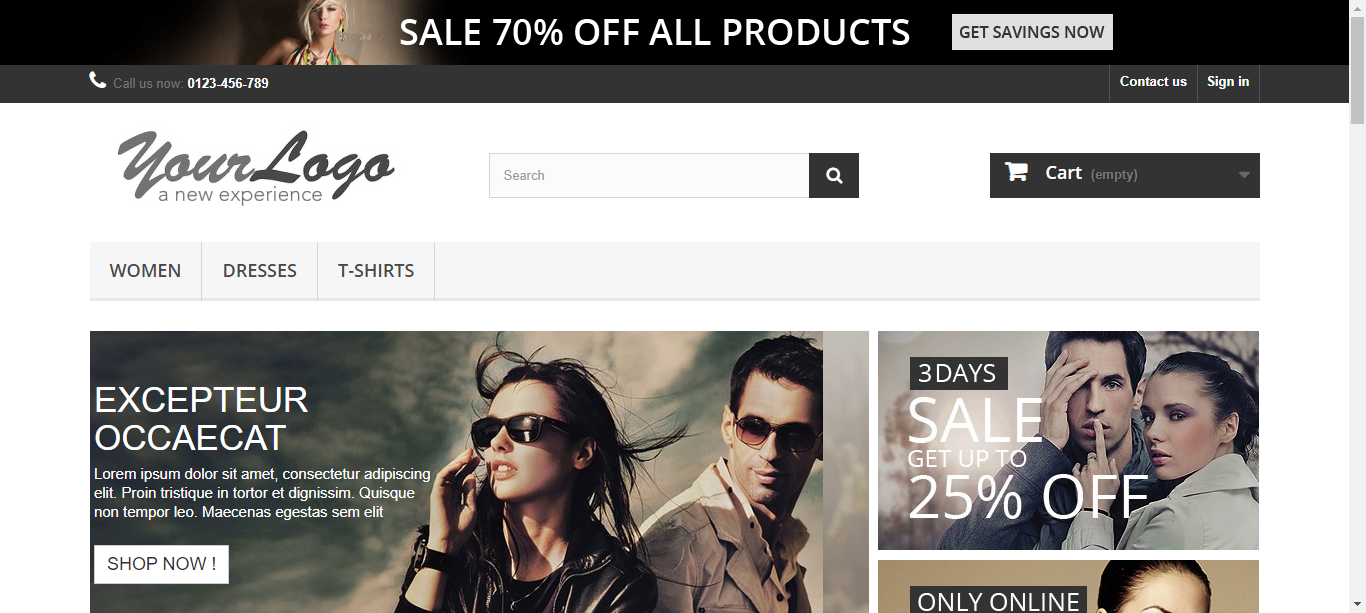 SALE 70% OFF ALL PRODUCTS
GET SAVINGS NOW
Call us now: 0123-456-789
Contact us
Sign in
YourLogo
a new experience
Search
Cart (empty)
WOMEN
DRESSES
T-SHIRTS
EXCEPTEUR
OCCAECAT
Lorem ipsum dolor sit amet, consectetur adipiscing
elit. Proin tristique in tortor et dignissim. Quisque
non tempor leo. Maecenas egestas sem elit
SHOP NOW !
3 DAYS
SALE
GET UP TO
25% OFF
ONLY ONLINE